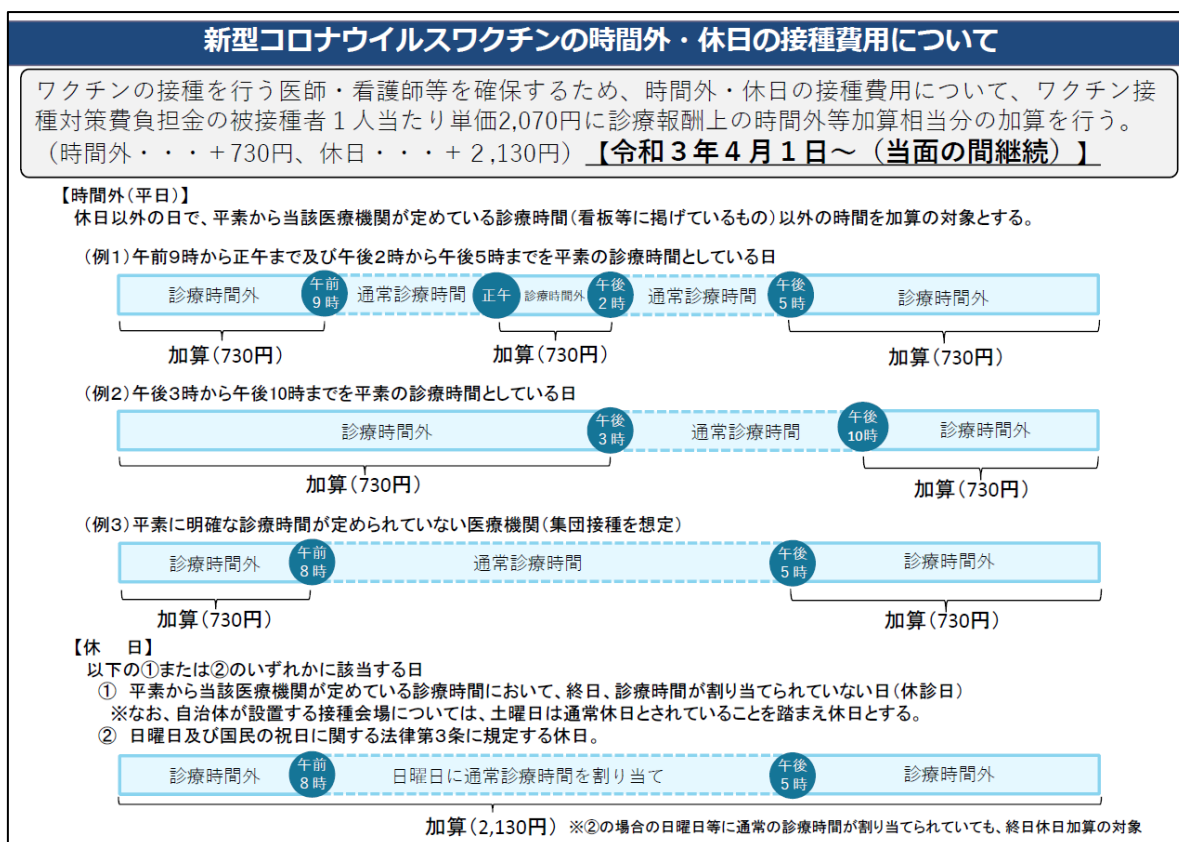 新型コロナウイルスワクチンの時間外・休日の接種費用について
ワクチンの接種を行う医師・看護師等を確保するため、時間外・休日の接種費用について、ワクチン接
種対策費負担金の被接種者１人当たり単価2,070円に診療報酬上の時間外等加算相当分の加算を行う。
（時間外・・・＋730円、休日・・・＋2,130円）【令和３年４月１日～（当面の間継続）】
【時間外（平日）】
休日以外の日で、平素から当該医療機関が定めている診療時間（看板等に掲げているもの）以外の時間を加算の対象とする。
（例１）午前９時から正午まで及び午後２時から午後５時までを平素の診療時間としている日
診療時間外 午前9時 通常診療時間 正午 診療時間外 午後2時 通常診療時間 午後5時 診療時間外
加算（730円） 加算（730円） 加算（730円）
（例２）午後３時から午後10時までを平素の診療時間としている日
診療時間外 午後3時 通常診療時間 午後10時 診療時間外
加算（730円） 加算（730円）
（例３）平素に明確な診療時間が定められていない医療機関（集団接種を想定）
診療時間外 午前8時 通常診療時間 午後5時 診療時間外
加算（730円） 加算（730円）
【休　日】
以下の①または②のいずれかに該当する日
①　平素から当該医療機関が定めている診療時間において、終日、診療時間が割り当てられていない日（休診日）
※なお、自治体が設置する接種会場については、土曜日は通常休日とされていることを踏まえ休日とする。
②　日曜日及び国民の祝日に関する法律第３条に規定する休日。
診療時間外 午前8時 日曜日に通常診療時間を割り当て 午後5時 診療時間外
加算（2,130円） ※②の場合の日曜日等に通常の診療時間が割り当てられていても、終日休日加算の対象